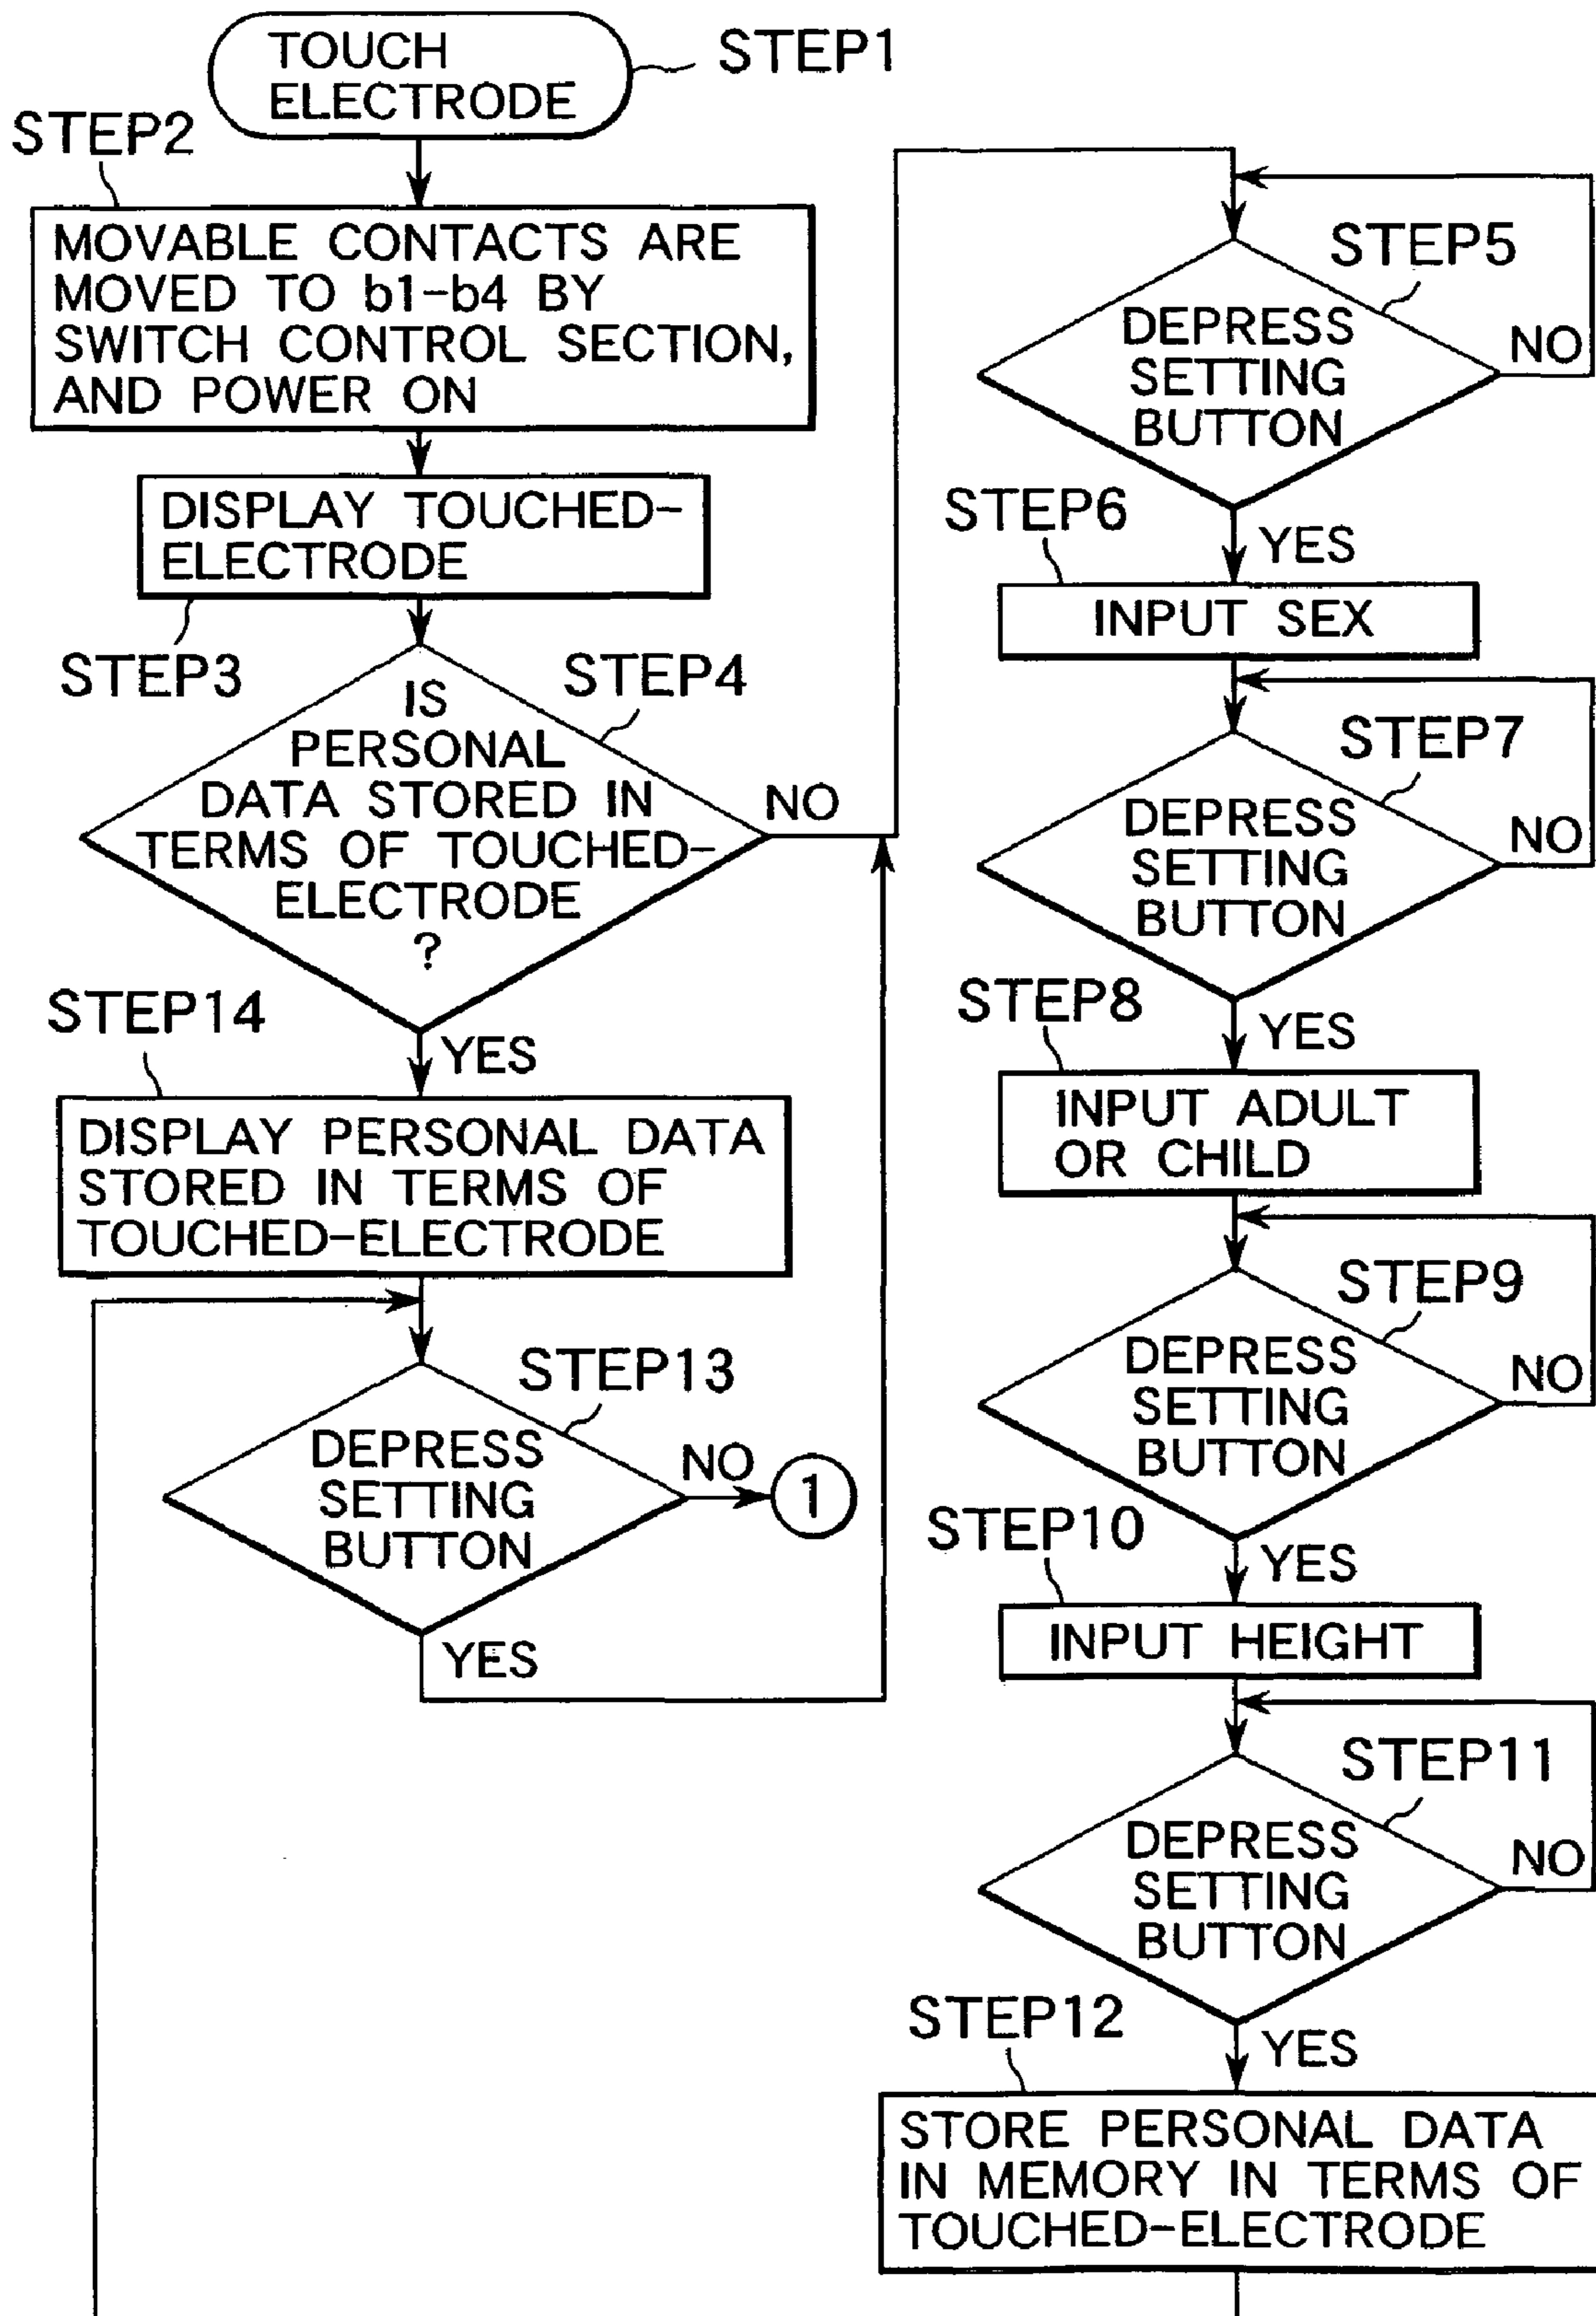 TOUCH
ELECTRODE
STEP1
STEP2
MOVABLE CONTACTS ARE
MOVED TO b1-b4 BY
SWITCH CONTROL SECTION,
AND POWER ON
DISPLAY TOUCHED-
ELECTRODE
STEP3
STEP4
IS
PERSONAL
DATA STORED IN
TERMS OF TOUCHED-
ELECTRODE
?
NO
YES
STEP14
DISPLAY PERSONAL DATA
STORED IN TERMS OF
TOUCHED-ELECTRODE
STEP13
DEPRESS
SETTING
BUTTON
NO
1
YES
STEP5
DEPRESS
SETTING
BUTTON
NO
YES
STEP6
INPUT SEX
STEP7
DEPRESS
SETTING
BUTTON
NO
YES
STEP8
INPUT ADULT
OR CHILD
STEP9
DEPRESS
SETTING
BUTTON
NO
YES
STEP10
INPUT HEIGHT
STEP11
DEPRESS
SETTING
BUTTON
NO
YES
STEP12
STORE PERSONAL DATA
IN MEMORY IN TERMS OF
TOUCHED-ELECTRODE